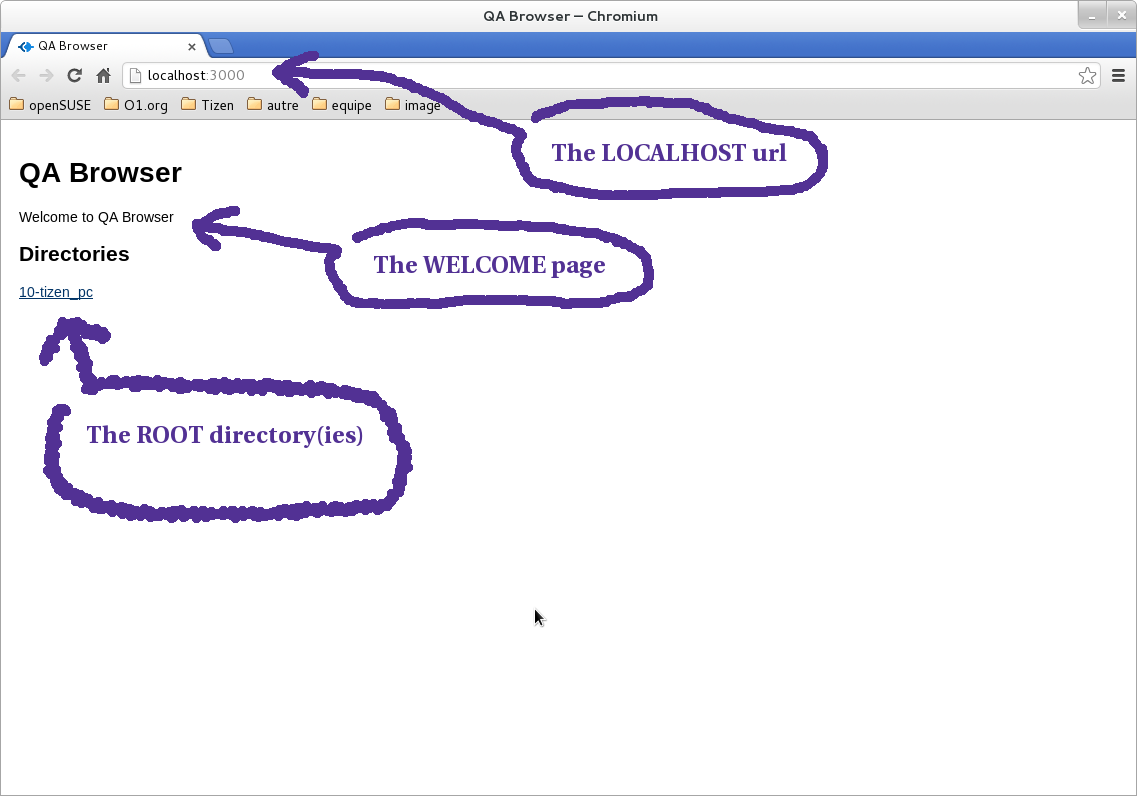 QA Browser – Chromium
QA Browser
localhost:3000
openSUSE O1.org Tizen autre equipe image
The LOCALHOST url
QA Browser
Welcome to QA Browser
The WELCOME page
Directories
10-tizen_pc
The ROOT directory(ies)